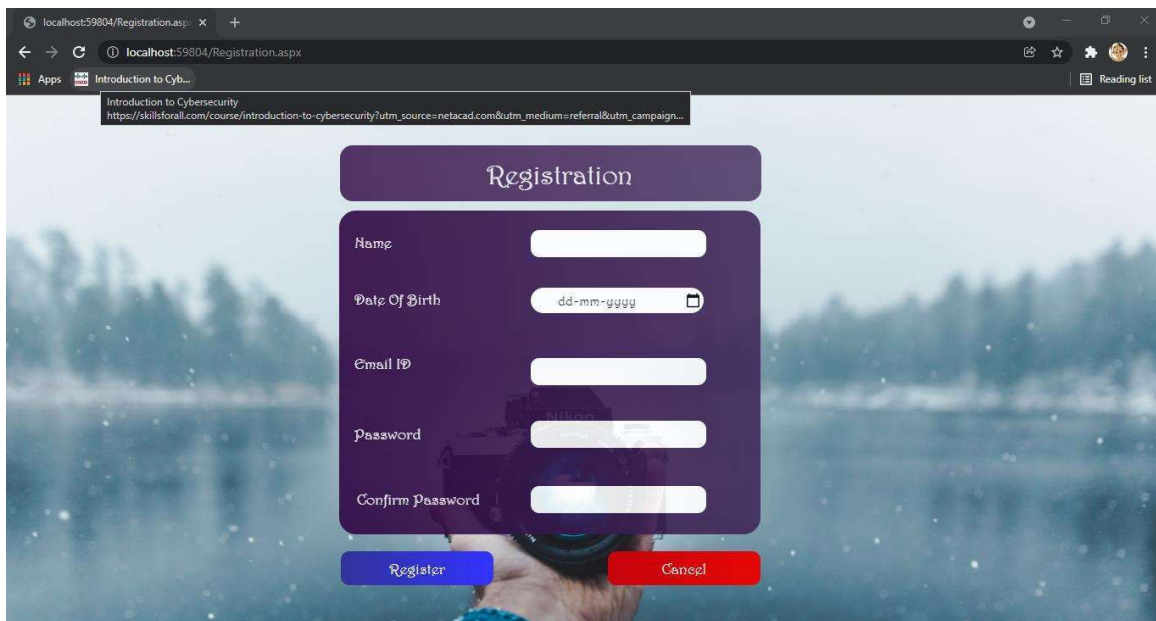 localhost:59804/Registration.asp
localhost:59804/Registration.aspx
Apps
Introduction to Cyb...
Reading list
Introduction to Cybersecurity
https://skillsforall.com/course/introduction-to-cybersecurity?utm_source=netacad.com&utm_medium=referral&utm_campaign...
Registration
Name
Date Of Birth
dd-mm-yyyy
Email ID
Nikon
Password
Confirm Password
Register
Cancel